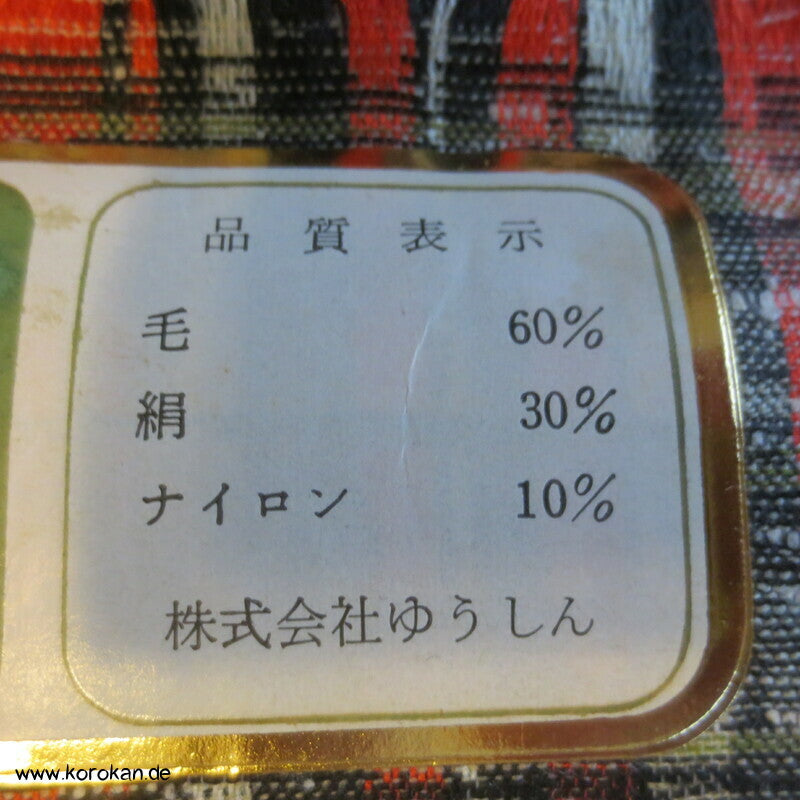 品質表示
毛 60%
絹 30%
ナイロン 10%
株式会社ゆうしん
www.korokan.de